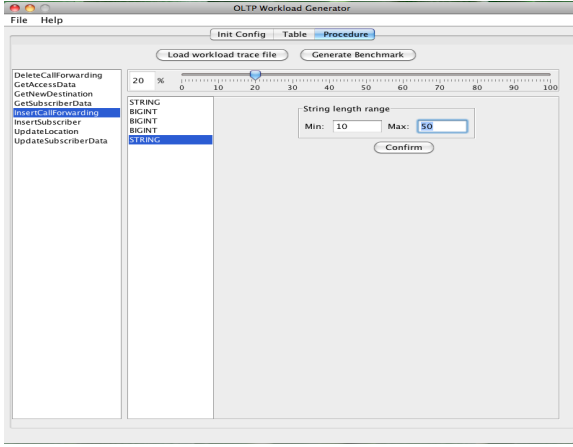 OLTP Workload Generator
File Help
Init Config Table Procedure
Load workload trace file Generate Benchmark
DeleteCallForwarding
GetAccessData
GetNewDestination
GetSubscriberData
InsertCallForwarding
InsertSubscriber
UpdateLocation
UpdateSubscriberData
20 %
0 10 20 30 40 50 60 70 80 90 100
STRING
BIGINT
BIGINT
BIGINT
STRING
String length range
Min: 10 Max: 50
Confirm